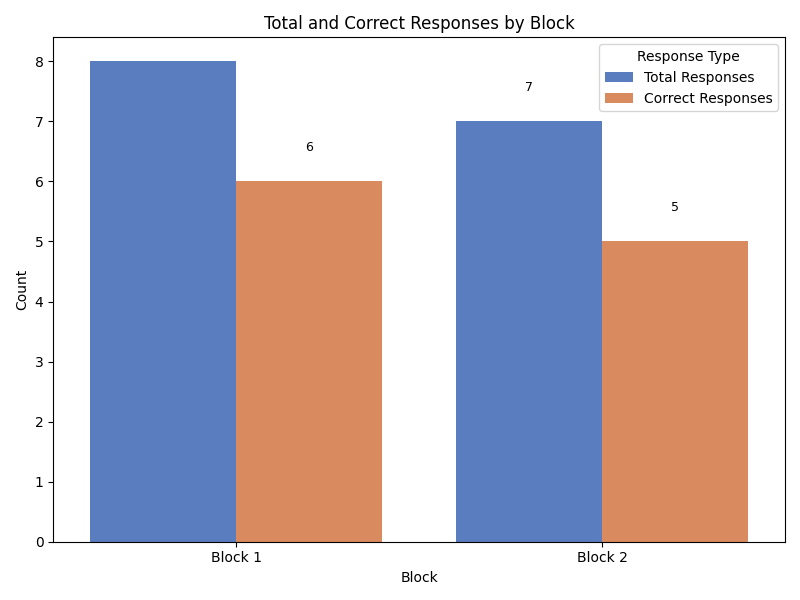 Total and Correct Responses by Block
Response Type
Total Responses
Correct Responses
8
7
6
5
4
3
2
1
0
Count
6
7
5
Block 1
Block 2
Block